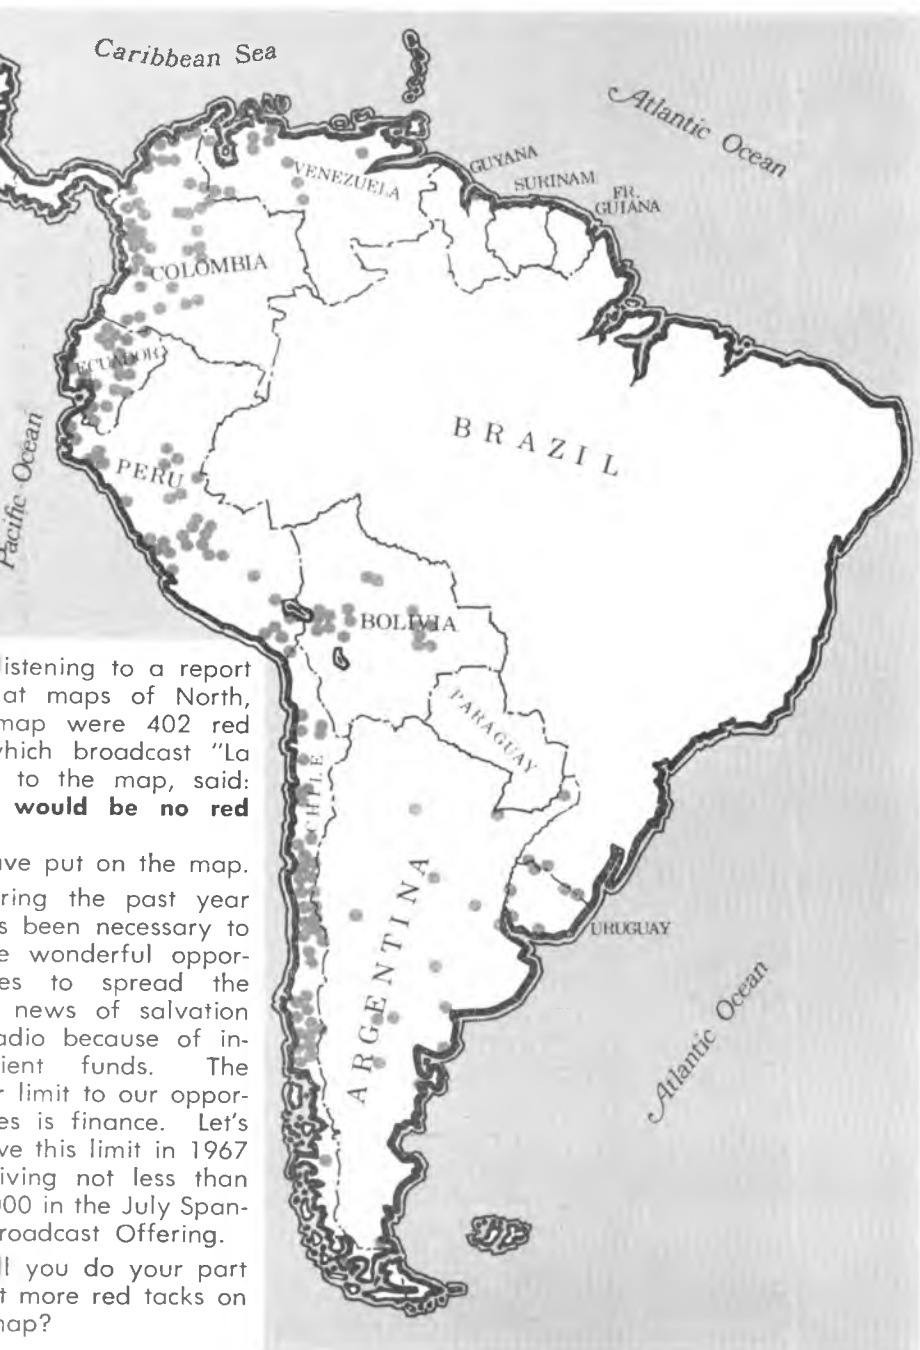 Caribbean Sea
Atlantic Ocean
GUYANA
SURINAM
FR.
GUIANA
VENEZUELA
COLOMBIA
ECUADOR
Pacific Ocean
BRAZIL
PERU
BOLIVIA
PARAGUAY
CHILE
ARGENTINA
URUGUAY
Atlantic Ocean
listening to a report
at maps of North,
map were 402 red
which broadcast "La
to the map, said:
would be no red
ave put on the map.
ring the past year
s been necessary to
e wonderful oppor-
es to spread the
news of salvation
adio because of in-
ient funds. The
r limit to our oppor-
es is finance. Let's
ve this limit in 1967
iving not less than
000 in the July Span-
roadcast Offering.
ll you do your part
t more red tacks on
map?